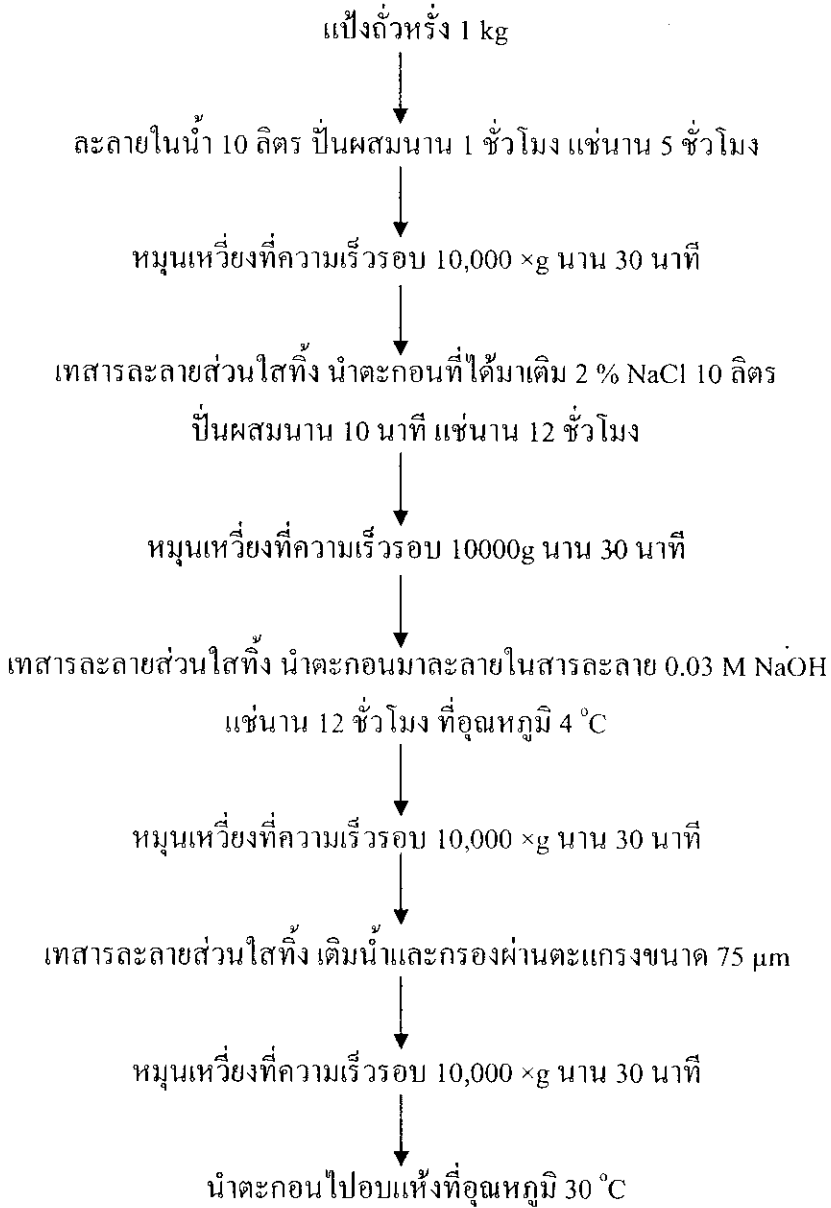 แป้งถั่วหรั่ง 1 kg
ละลายในน้ำ 10 ลิตร ปั่นผสมนาน 1 ชั่วโมง แช่นาน 5 ชั่วโมง
หมุนเหวี่ยงที่ความเร็วรอบ 10,000 ×g นาน 30 นาที
เทสารละลายส่วนใสทิ้ง นำตะกอนที่ได้มาเติม 2 % NaCl 10 ลิตร
ปั่นผสมนาน 10 นาที แช่นาน 12 ชั่วโมง
หมุนเหวี่ยงที่ความเร็วรอบ 10000g นาน 30 นาที
เทสารละลายส่วนใสทิ้ง นำตะกอนมาละลายในสารละลาย 0.03 M NaOH
แช่นาน 12 ชั่วโมง ที่อุณหภูมิ 4 °C
หมุนเหวี่ยงที่ความเร็วรอบ 10,000 ×g นาน 30 นาที
เทสารละลายส่วนใสทิ้ง เติมน้ำและกรองผ่านตะแกรงขนาด 75 µm
หมุนเหวี่ยงที่ความเร็วรอบ 10,000 ×g นาน 30 นาที
นำตะกอนไปอบแห้งที่อุณหภูมิ 30 °C